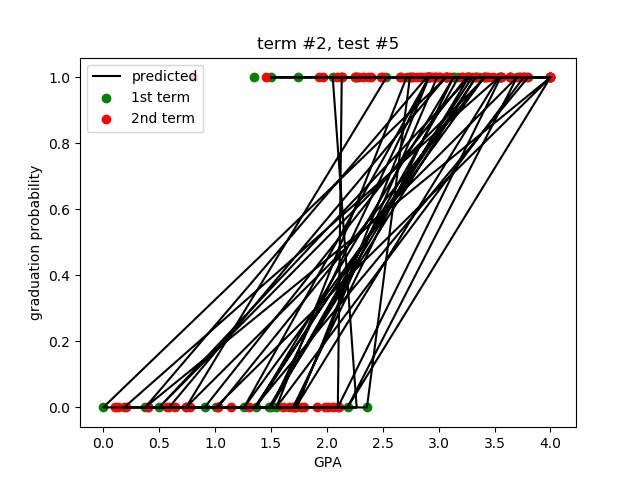 term #2, test #5
predicted
1st term
2nd term
graduation probability
1.0
0.8
0.6
0.4
0.2
0.0
0.0 0.5 1.0 1.5 2.0 2.5 3.0 3.5 4.0
GPA